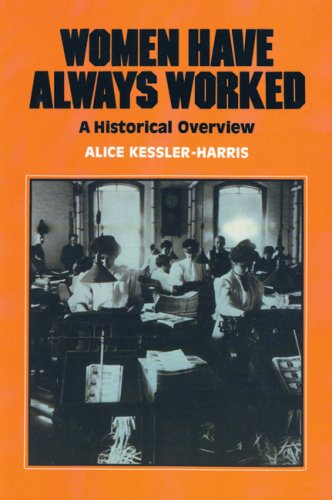 WOMEN HAVE
ALWAYS WORKED
A Historical Overview
ALICE KESSLER-HARRIS